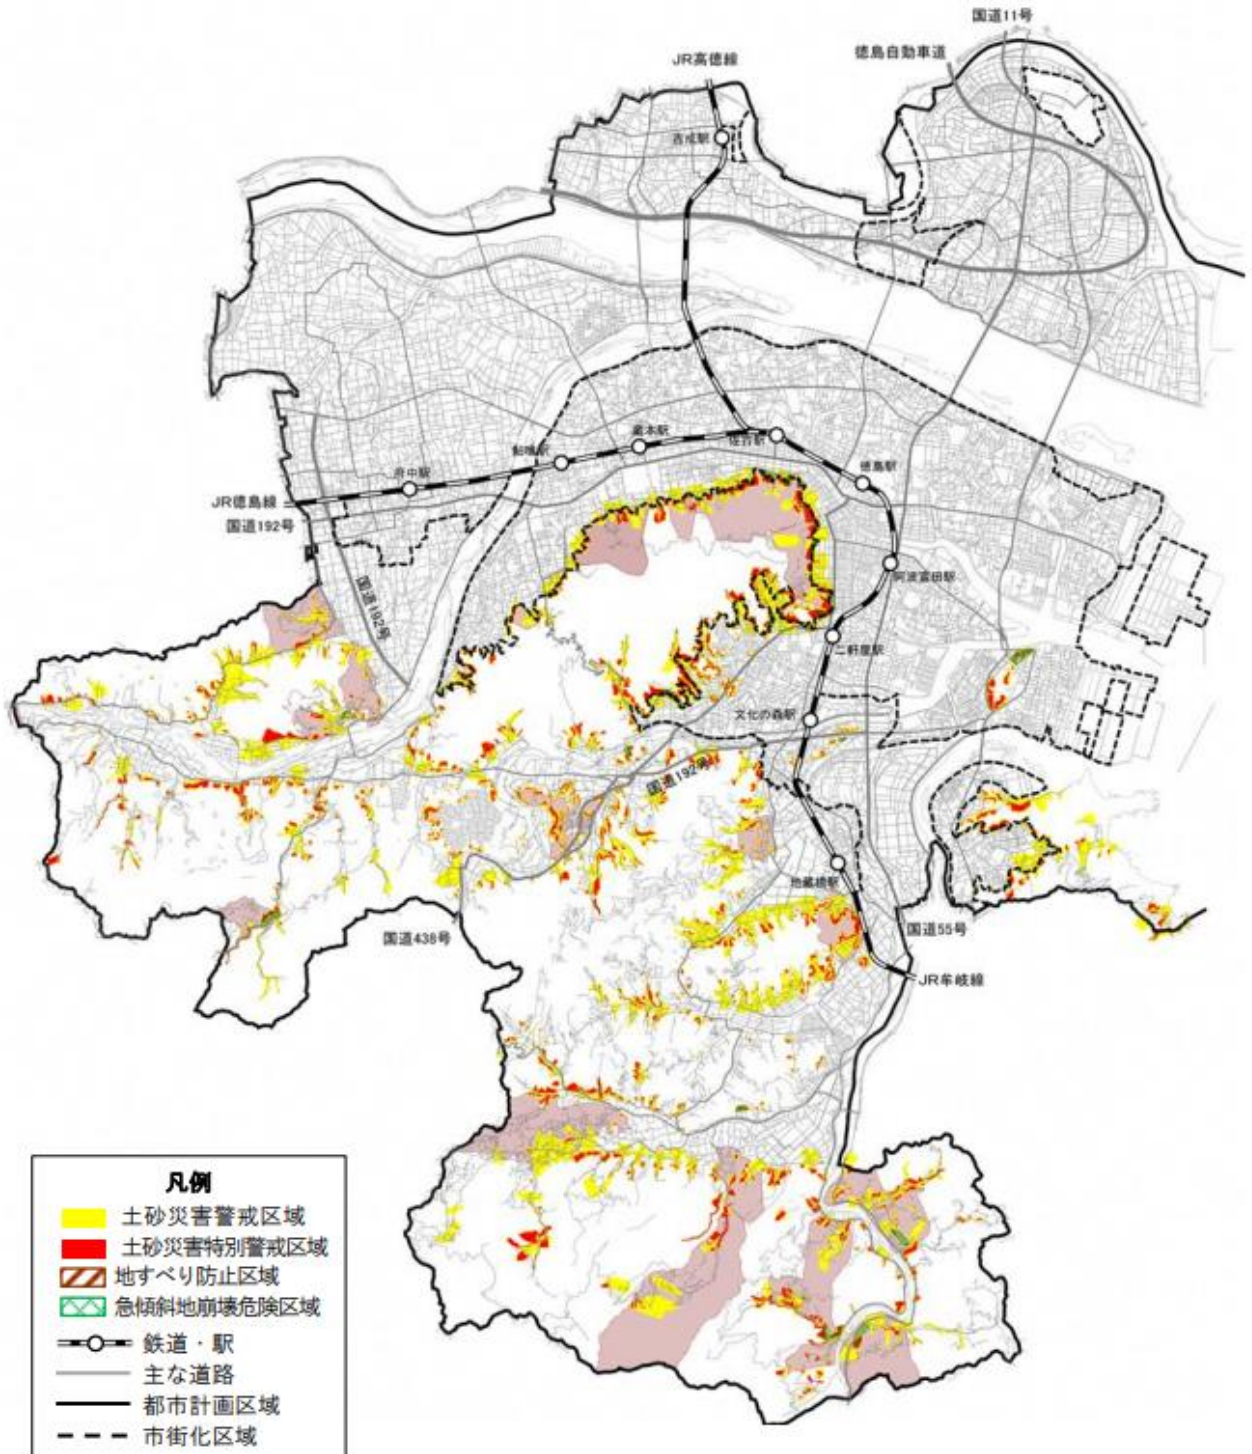 国道11号
徳島自動車道
JR高徳線
吉成駅
蔵本駅
佐古駅
鮎喰駅
府中駅
徳島駅
JR徳島線
国道192号
阿波富田駅
国道192号
二軒屋駅
文化の森駅
国道192号
地蔵橋駅
国道438号
国道55号
JR牟岐線
凡例
土砂災害警戒区域
土砂災害特別警戒区域
地すべり防止区域
急傾斜地崩壊危険区域
鉄道・駅
主な道路
都市計画区域
市街化区域